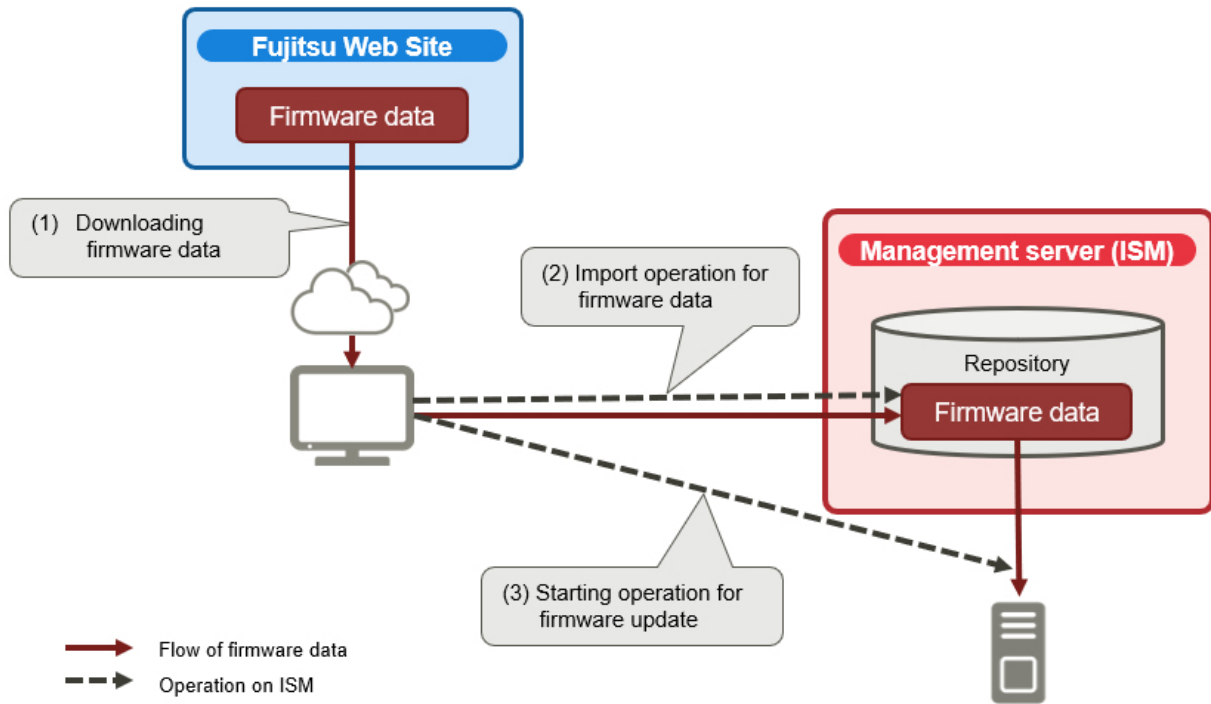 Fujitsu Web Site
Firmware data
(1) Downloading
firmware data
Management server (ISM)
(2) Import operation for
firmware data
Repository
Firmware data
(3) Starting operation for
firmware update
Flow of firmware data
Operation on ISM